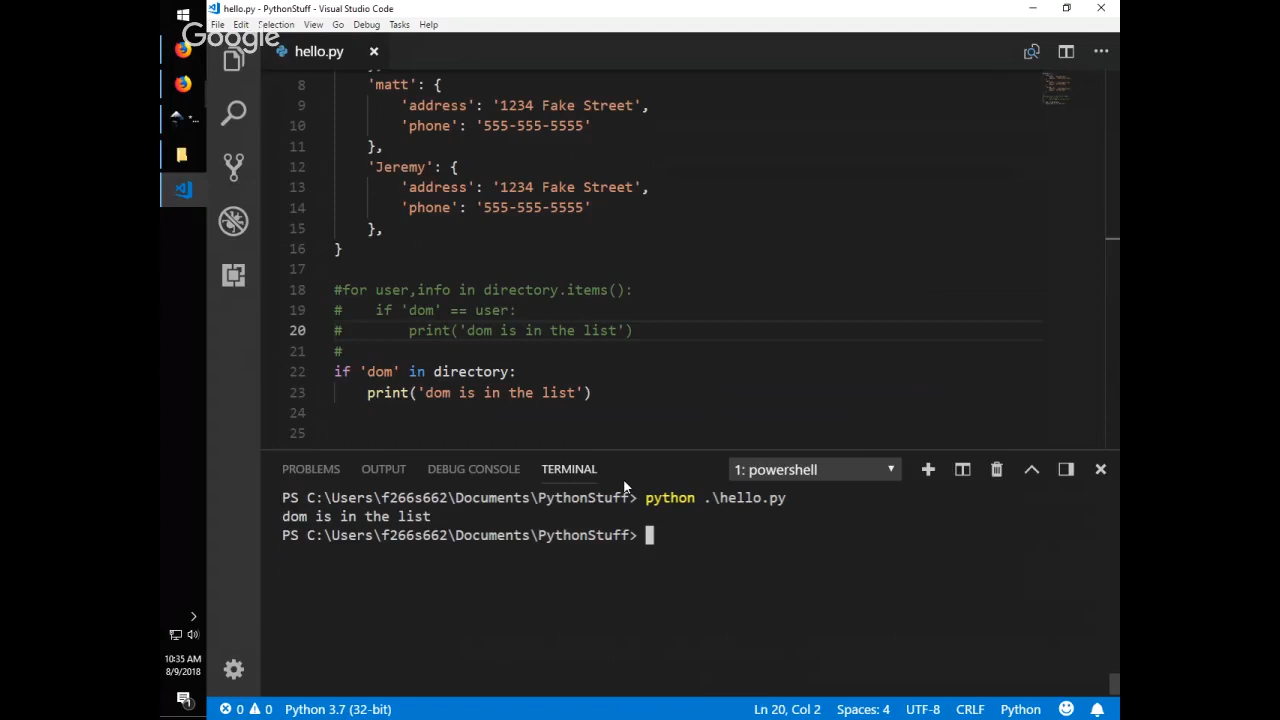 hello.py - PythonStuff - Visual Studio Code
File Edit Selection View Go Debug Tasks Help
Google
hello.py
8 'matt': {
9 'address': '1234 Fake Street',
10 'phone': '555-555-5555'
11 },
12 'Jeremy': {
13 'address': '1234 Fake Street',
14 'phone': '555-555-5555'
15 },
16 }
17
18 #for user,info in directory.items():
19 #    if 'dom' == user:
20 #        print('dom is in the list')
21 #
22 if 'dom' in directory:
23     print('dom is in the list')
24
25
PROBLEMS OUTPUT DEBUG CONSOLE TERMINAL 1: powershell
PS C:\Users\f266s662\Documents\PythonStuff> python .\hello.py
dom is in the list
PS C:\Users\f266s662\Documents\PythonStuff>
10:35 AM
8/9/2018
1
0 0 Python 3.7 (32-bit) Ln 20, Col 2 Spaces: 4 UTF-8 CRLF Python